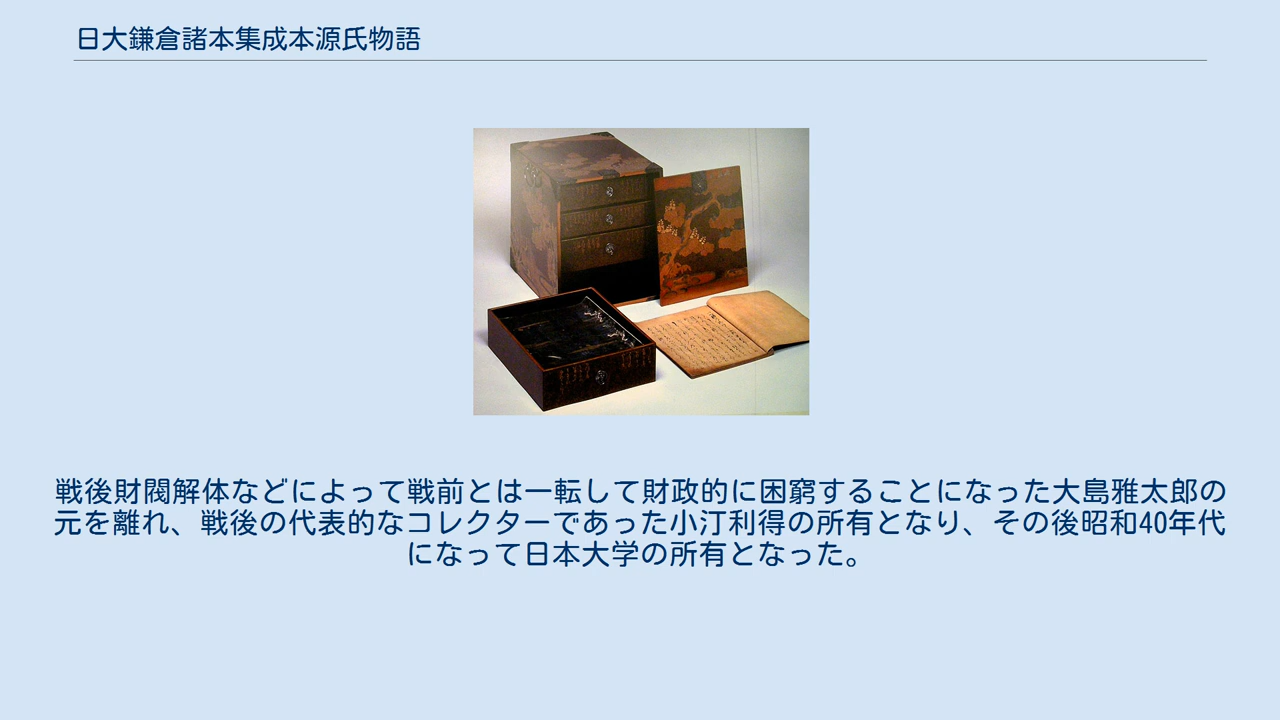 日大鎌倉諸本集成本源氏物語
戦後財閥解体などによって戦前とは一転して財政的に困窮することになった大島雅太郎の
元を離れ、戦後の代表的なコレクターであった小汀利得の所有となり、その後昭和40年代
になって日本大学の所有となった。